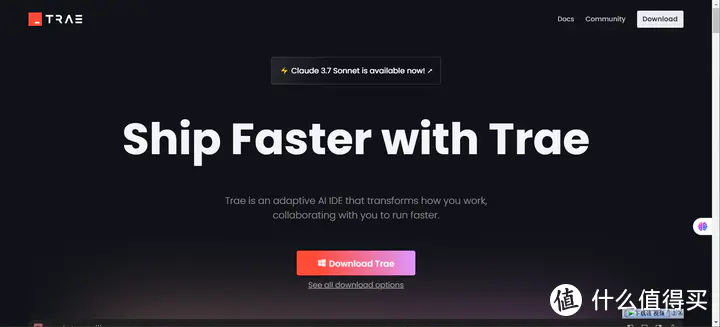 TRAE
Docs
Community
Download
⚡ Claude 3.7 Sonnet is available now! ↗
Ship Faster with Trae
Trae is an adaptive AI IDE that transforms how you work,
collaborating with you to run faster.
Download Trae
See all download options
值 什么值得买